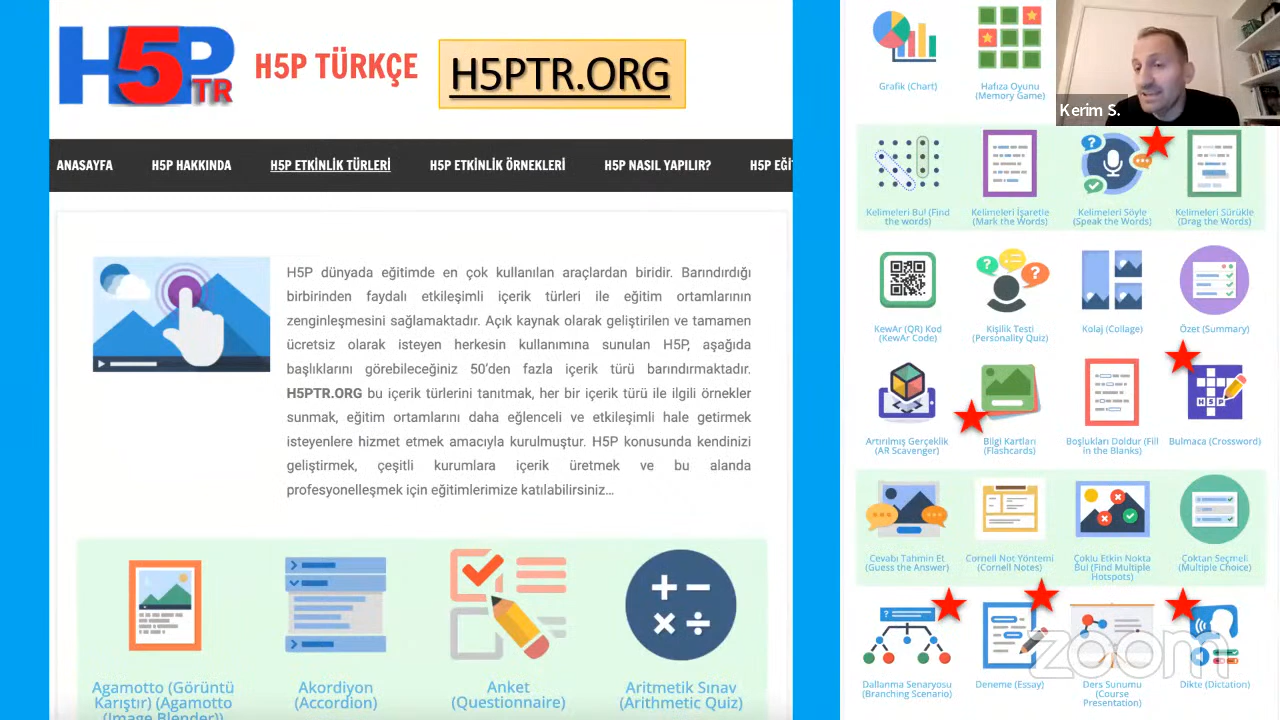 H5P
TR
H5P TÜRKÇE
H5PTR.ORG
ANASAYFA
H5P HAKKINDA
H5P ETKİNLİK TÜRLERİ
H5P ETKİNLİK ÖRNEKLERİ
H5P NASIL YAPILIR?
H5P EĞİT
H5P dünyada eğitimde en çok kullanılan araçlardan biridir. Barındırdığı
birbirinden faydalı etkileşimli içerik türleri ile eğitim ortamlarının
zenginleşmesini sağlamaktadır. Açık kaynak olarak geliştirilen ve tamamen
ücretsiz olarak isteyen herkesin kullanımına sunulan H5P, aşağıda
başlıklarını görebileceğiniz 50’den fazla içerik türü barındırmaktadır.
H5PTR.ORG bu içerik türlerini tanıtmak, her bir içerik türü ile ilgili örnekler
sunmak, eğitim ortamlarını daha eğlenceli ve etkileşimli hale getirmek
isteyenlere hizmet etmek amacıyla kurulmuştur. H5P konusunda kendinizi
geliştirmek, çeşitli kurumlara içerik üretmek ve bu alanda
profesyonelleşmek için eğitimlerimize katılabilirsiniz…
Agamotto (Görüntü
Karıştır) (Agamotto
(Image Blender))
Akordiyon
(Accordion)
Anket
(Questionnaire)
Aritmetik Sınav
(Arithmetic Quiz)
Grafik (Chart)
Hafıza Oyunu
(Memory Game)
Kerim S.
Kelimeleri Bul (Find
the words)
Kelimeleri İşaretle
(Mark the Words)
Kelimeleri Söyle
(Speak the Words)
Kelimeleri Sürükle
(Drag the Words)
KewAr (QR) Kod
(KewAr Code)
Kişilik Testi
(Personality Quiz)
Kolaj (Collage)
Özet (Summary)
Artırılmış Gerçeklik
(AR Scavenger)
Bilgi Kartları
(Flashcards)
Boşlukları Doldur (Fill
in the Blanks)
H5P
Bulmaca (Crossword)
Cevabı Tahmin Et
(Guess the Answer)
Cornell Not Yöntemi
(Cornell Notes)
Çoklu Etkin Nokta
Bul (Find Multiple
Hotspots)
Çoktan Seçmeli
(Multiple Choice)
Dallanma Senaryosu
(Branching Scenario)
Deneme (Essay)
Ders Sunumu
(Course
Presentation)
Dikte (Dictation)
zoom